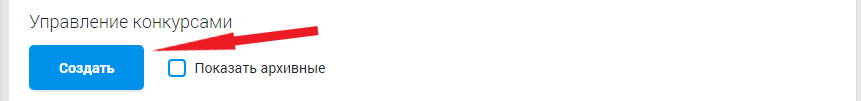 Управление конкурсами
Создать
Показать архивные